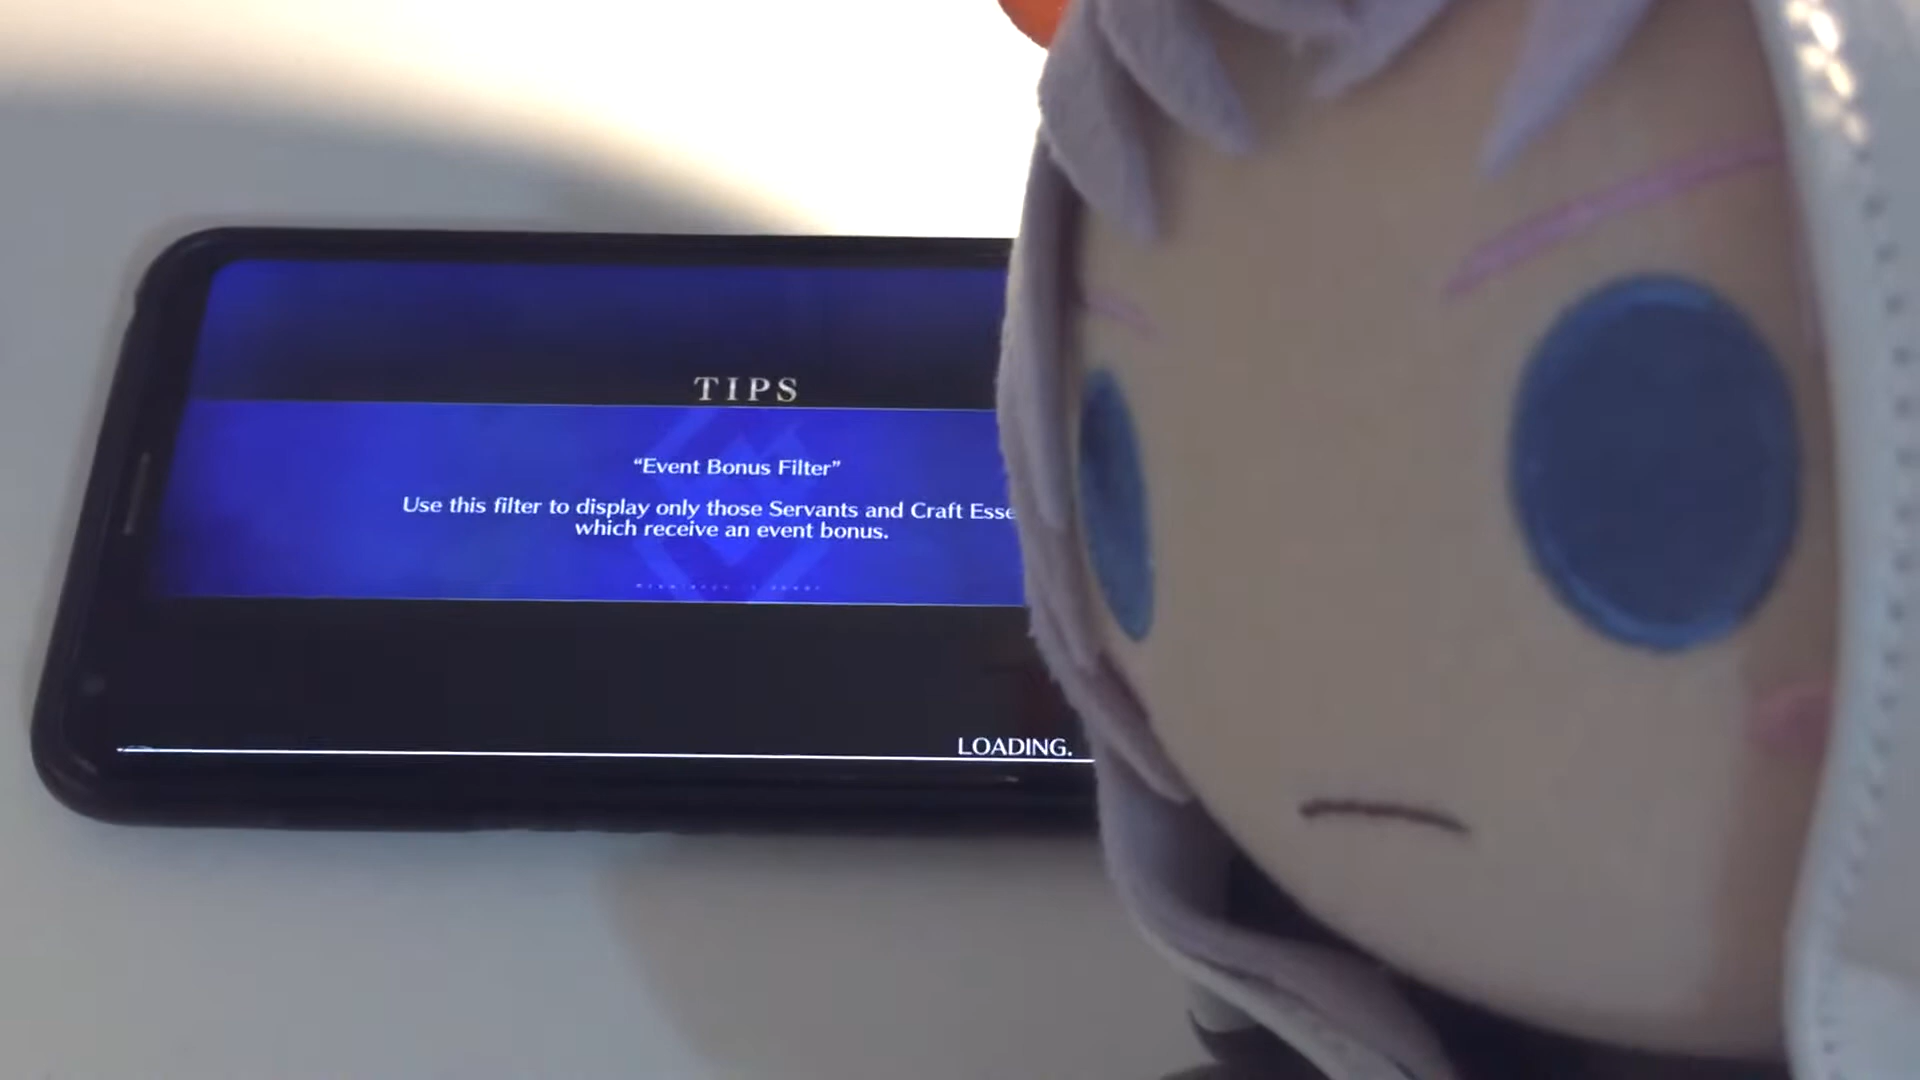 TIPS
“Event Bonus Filter”
Use this filter to display only those Servants and Craft Esse
which receive an event bonus.
LOADING.